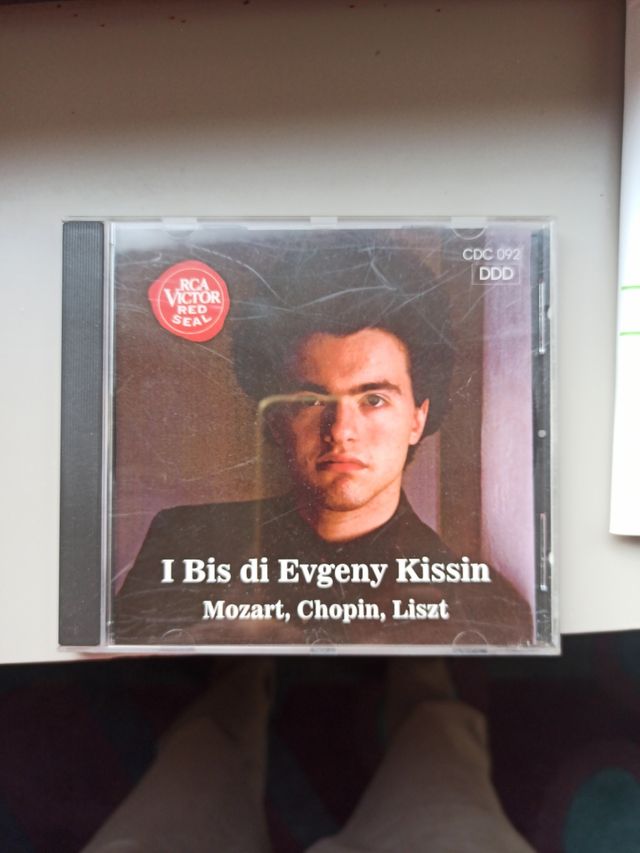 RCA
VICTOR
RED
SEAL
CDC 092
DDD
I Bis di Evgeny Kissin
Mozart, Chopin, Liszt